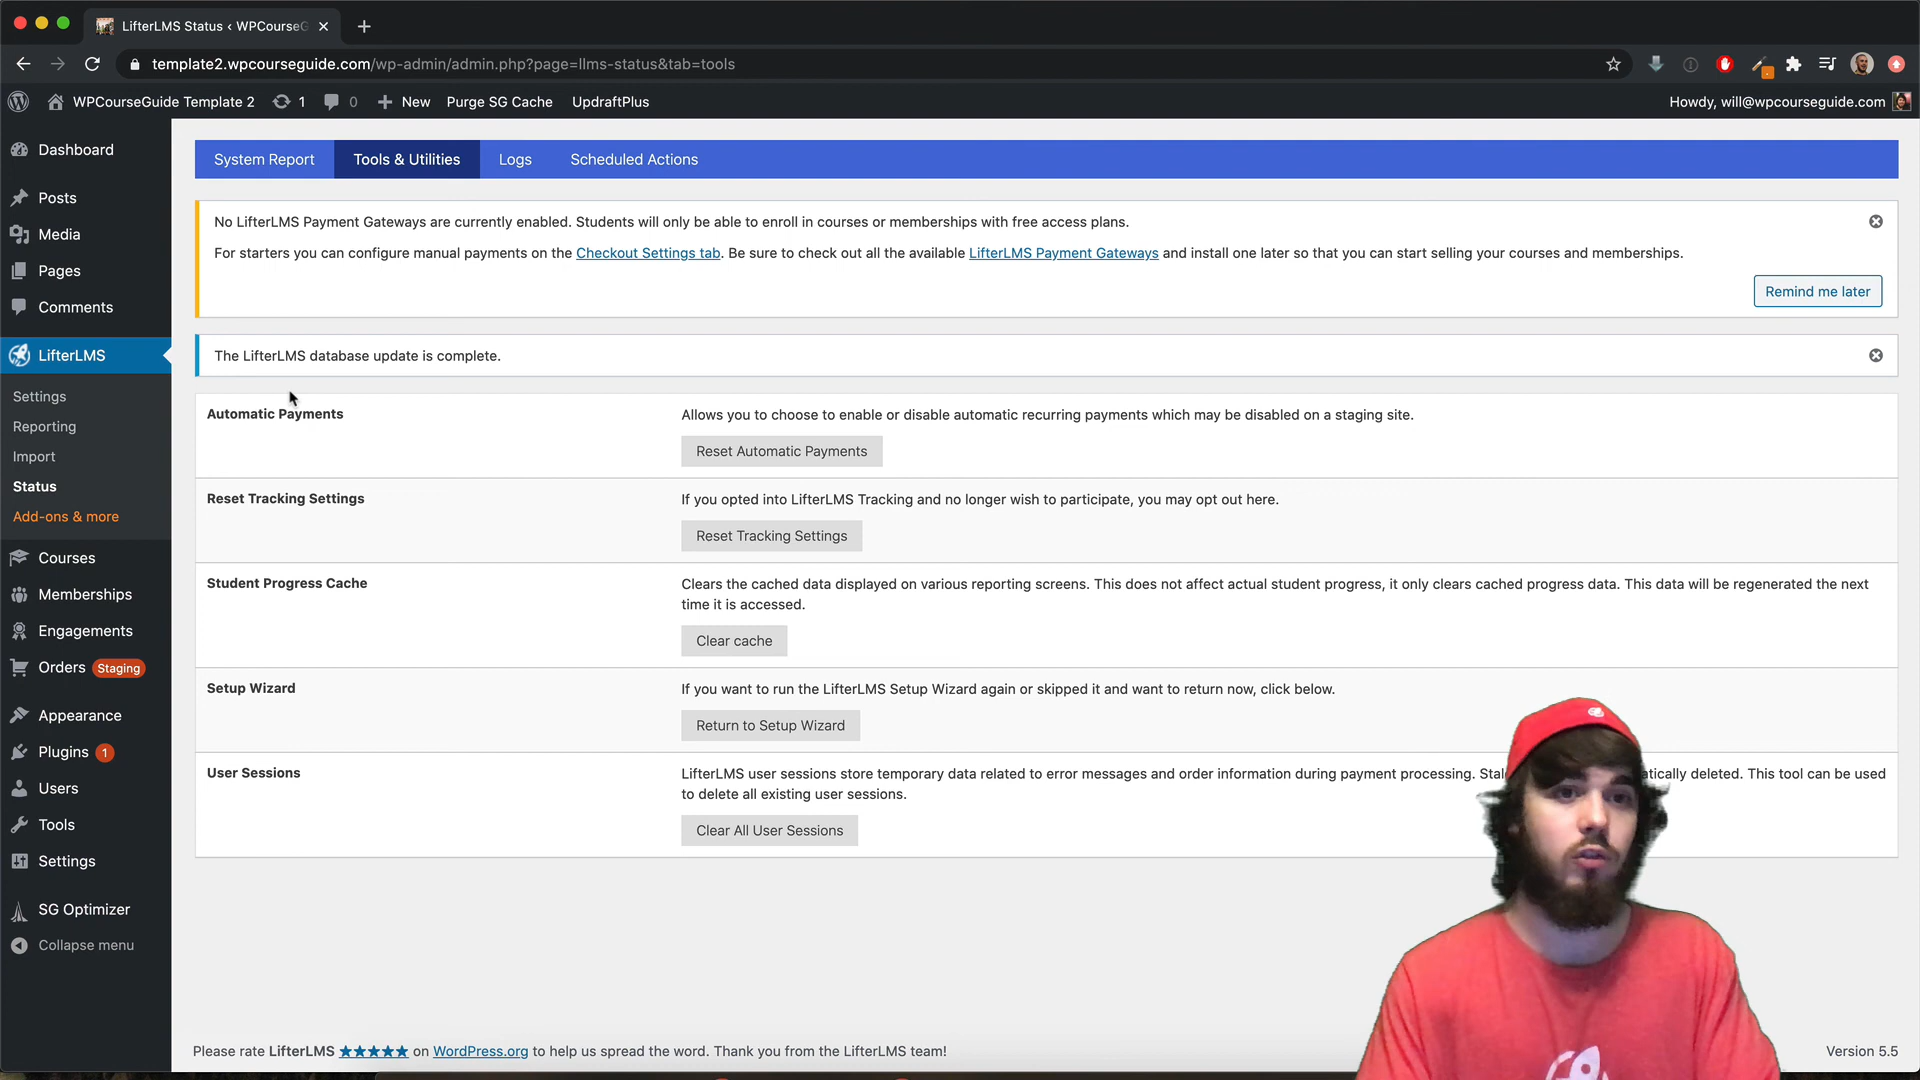 LifterLMS Status ‹ WPCourseG
template2.wpcourseguide.com/wp-admin/admin.php?page=llms-status&tab=tools
WPCourseGuide Template 2 1 0 New Purge SG Cache UpdraftPlus
Howdy, will@wpcourseguide.com
Dashboard
Posts
Media
Pages
Comments
LifterLMS
Settings
Reporting
Import
Status
Add-ons & more
Courses
Memberships
Engagements
Orders Staging
Appearance
Plugins 1
Users
Tools
Settings
SG Optimizer
Collapse menu
System Report Tools & Utilities Logs Scheduled Actions
No LifterLMS Payment Gateways are currently enabled. Students will only be able to enroll in courses or memberships with free access plans.
For starters you can configure manual payments on the Checkout Settings tab. Be sure to check out all the available LifterLMS Payment Gateways and install one later so that you can start selling your courses and memberships.
Remind me later
The LifterLMS database update is complete.
Automatic Payments
Allows you to choose to enable or disable automatic recurring payments which may be disabled on a staging site.
Reset Automatic Payments
Reset Tracking Settings
If you opted into LifterLMS Tracking and no longer wish to participate, you may opt out here.
Reset Tracking Settings
Student Progress Cache
Clears the cached data displayed on various reporting screens. This does not affect actual student progress, it only clears cached progress data. This data will be regenerated the next
time it is accessed.
Clear cache
Setup Wizard
If you want to run the LifterLMS Setup Wizard again or skipped it and want to return now, click below.
Return to Setup Wizard
User Sessions
LifterLMS user sessions store temporary data related to error messages and order information during payment processing. deleted. This tool can be used
to delete all existing user sessions.
Clear All User Sessions
Please rate LifterLMS ★★★★★ on WordPress.org to help us spread the word. Thank you from the LifterLMS team!
Version 5.5